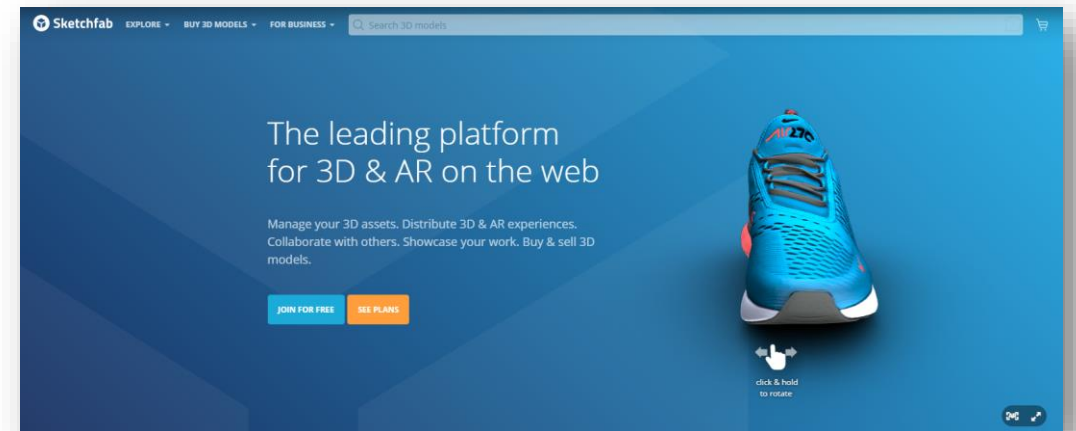 Sketchfab EXPLORE BUY 3D MODELS FOR BUSINESS Search 3D models
The leading platform
for 3D & AR on the web
Manage your 3D assets. Distribute 3D & AR experiences.
Collaborate with others. Showcase your work. Buy & sell 3D
models.
JOIN FOR FREE SEE PLANS
AIR270
click & hold
to rotate